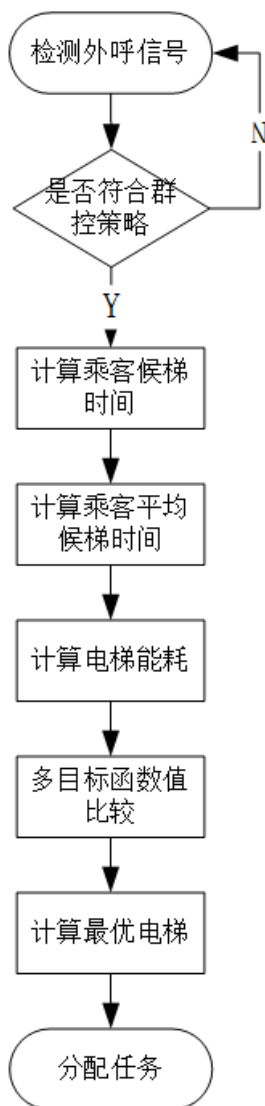 检测外呼信号
N
是否符合群
控策略
Y
计算乘客候梯
时间
计算乘客平均
候梯时间
计算电梯能耗
多目标函数值
比较
计算最优电梯
分配任务